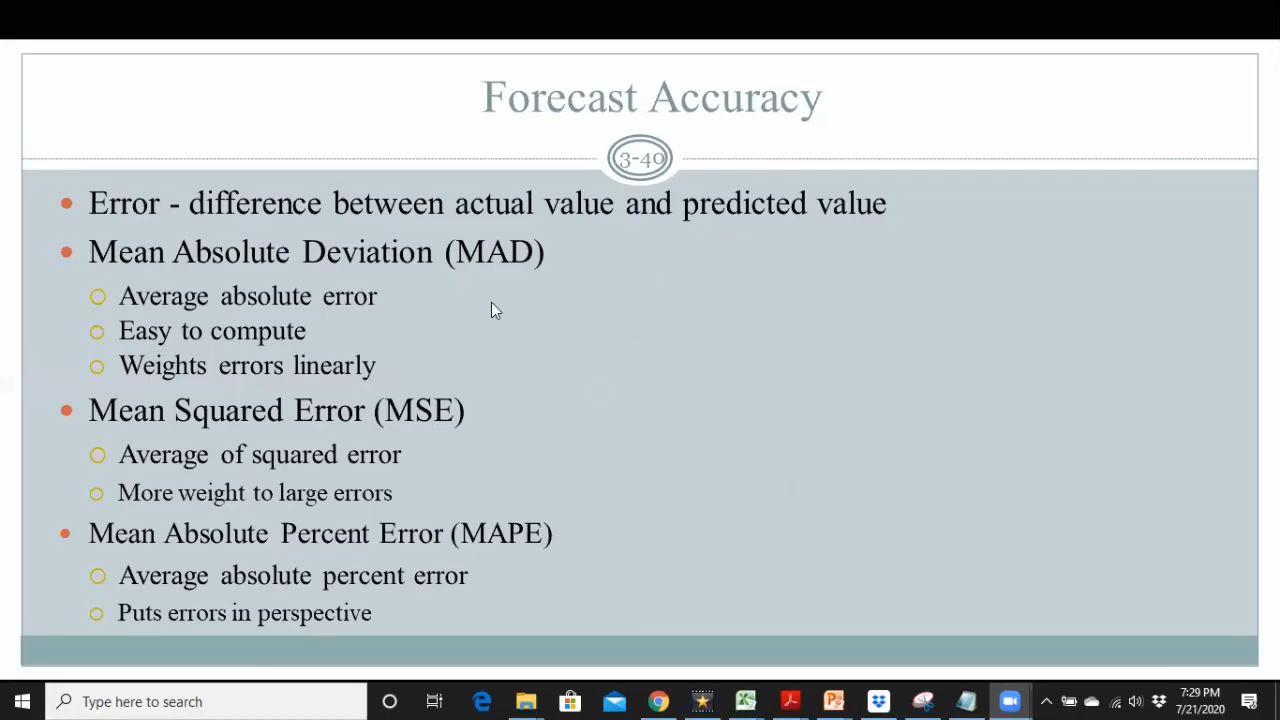 Forecast Accuracy
3-40
Error - difference between actual value and predicted value
Mean Absolute Deviation (MAD)
Average absolute error
Easy to compute
Weights errors linearly
Mean Squared Error (MSE)
Average of squared error
More weight to large errors
Mean Absolute Percent Error (MAPE)
Average absolute percent error
Puts errors in perspective
Type here to search
7:29 PM
7/21/2020